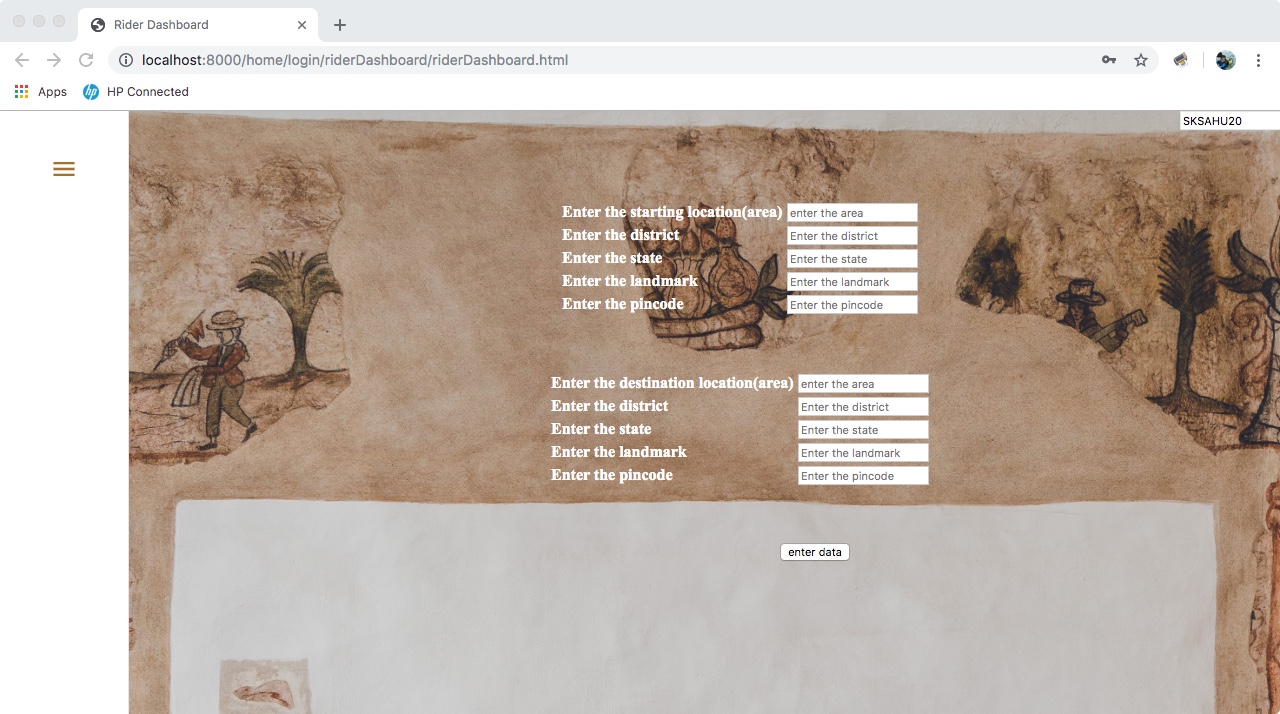 Rider Dashboard
localhost:8000/home/login/riderDashboard/riderDashboard.html
Apps HP Connected
SKSAHU20
Enter the starting location(area) enter the area
Enter the district Enter the district
Enter the state Enter the state
Enter the landmark Enter the landmark
Enter the pincode Enter the pincode
Enter the destination location(area) enter the area
Enter the district Enter the district
Enter the state Enter the state
Enter the landmark Enter the landmark
Enter the pincode Enter the pincode
enter data